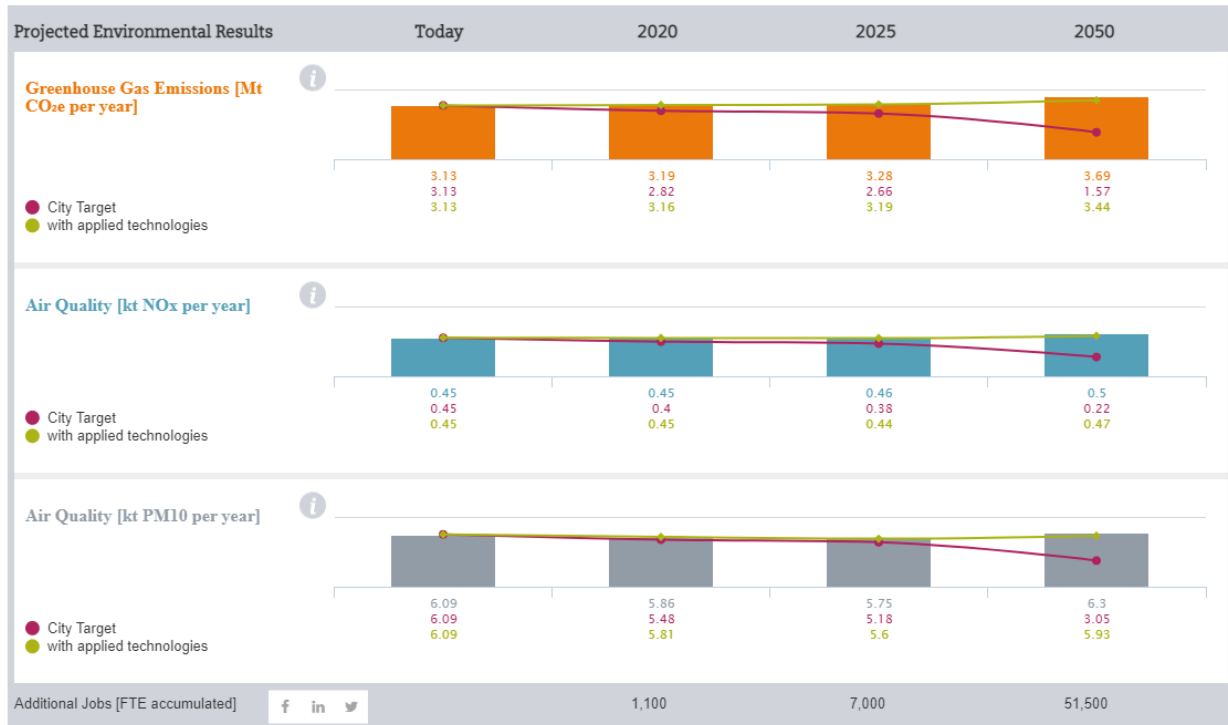 Projected Environmental Results Today 2020 2025 2050
Greenhouse Gas Emissions [Mt
CO₂e per year]
i
3.13 3.19 3.28 3.69
3.13 2.82 2.66 1.57
3.13 3.16 3.19 3.44
City Target
with applied technologies
Air Quality [kt NOx per year]
i
0.45 0.45 0.46 0.5
0.45 0.4 0.38 0.22
0.45 0.45 0.44 0.47
City Target
with applied technologies
Air Quality [kt PM10 per year]
i
6.09 5.86 5.75 6.3
6.09 5.48 5.18 3.05
6.09 5.81 5.6 5.93
City Target
with applied technologies
Additional Jobs [FTE accumulated] f in 1,100 7,000 51,500